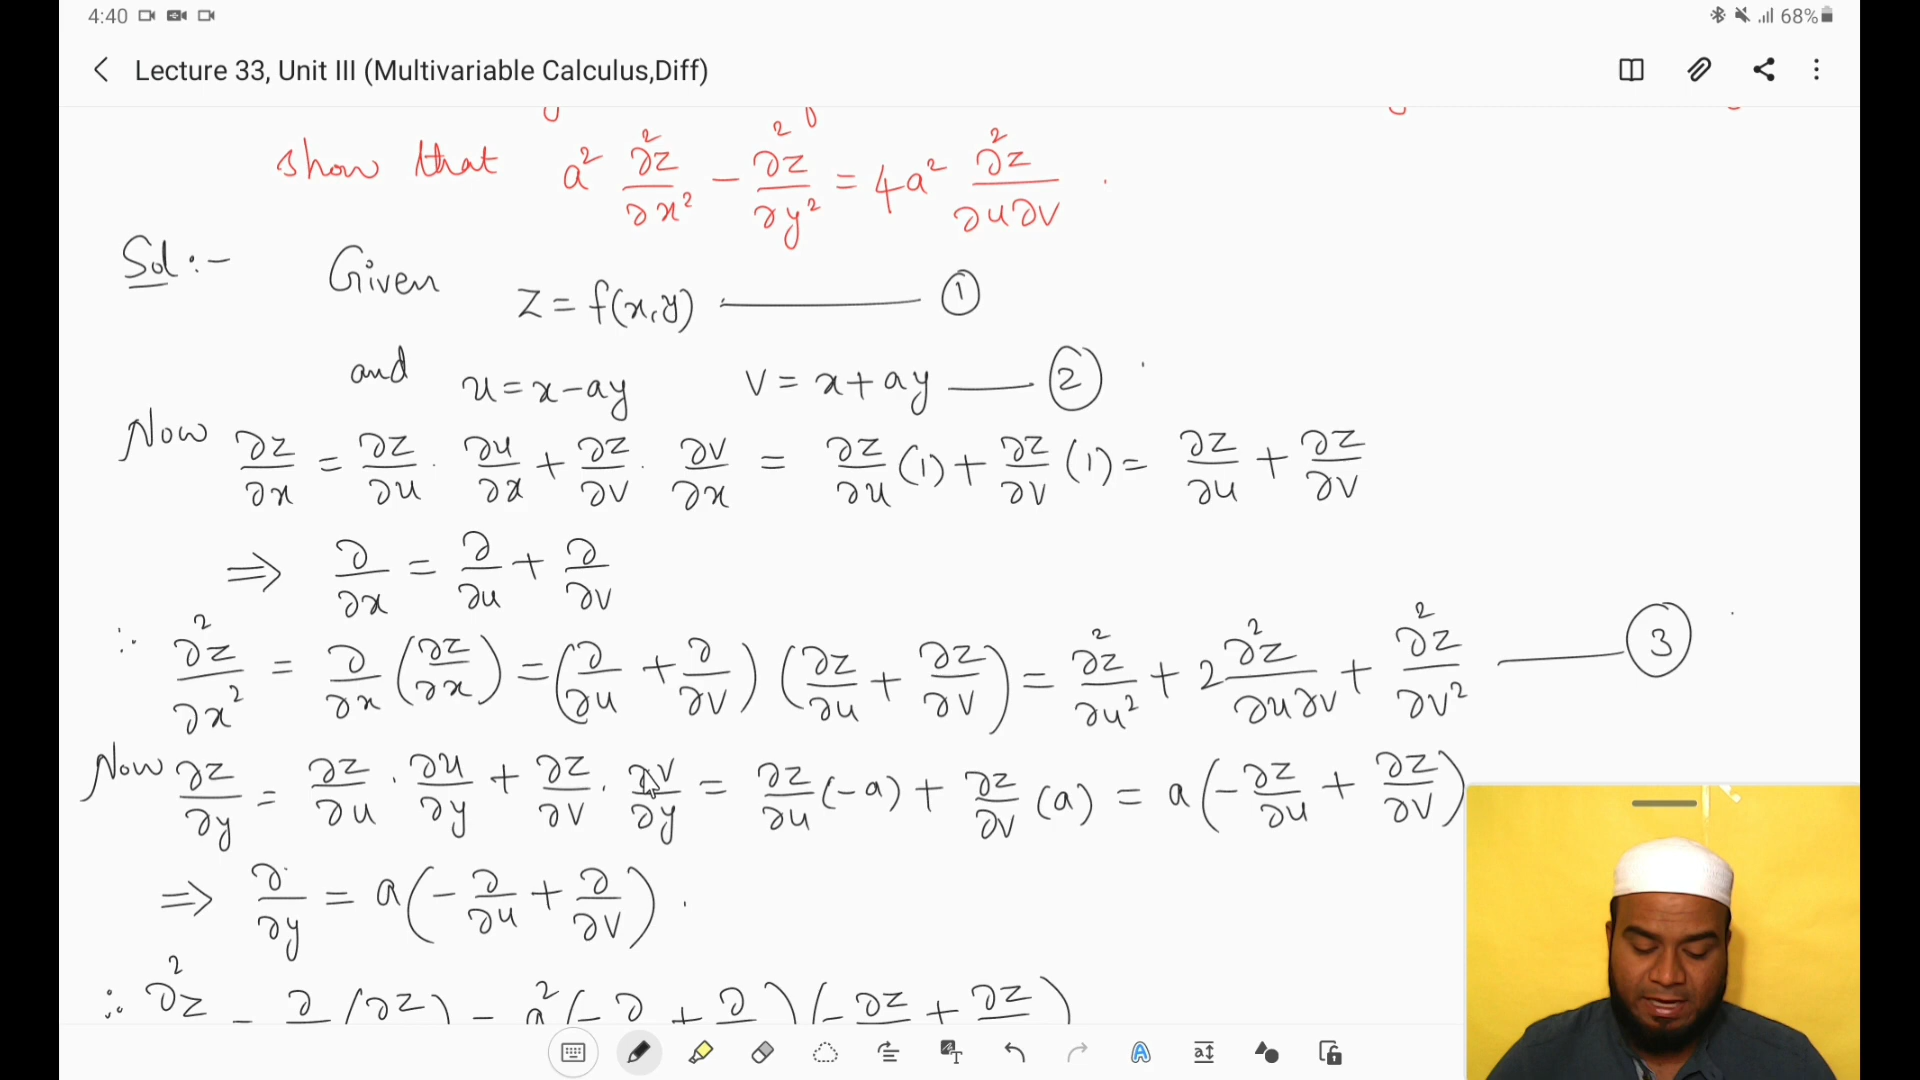 4:40 68%
Lecture 33, Unit III (Multivariable Calculus,Diff)
show that a² ∂²z/∂x² - ∂²z/∂y² = 4a² ∂²z/∂u∂v .
Sol :-
Given
z = f(x,y) ——— ①
and u = x-ay v = x+ay —— ②
Now ∂z/∂x = ∂z/∂u · ∂u/∂x + ∂z/∂v · ∂v/∂x = ∂z/∂u (1) + ∂z/∂v (1) = ∂z/∂u + ∂z/∂v
⇒ ∂/∂x = ∂/∂u + ∂/∂v
∴ ∂²z/∂x² = ∂/∂x (∂z/∂x) = (∂/∂u + ∂/∂v) (∂z/∂u + ∂z/∂v) = ∂²z/∂u² + 2 ∂²z/∂u∂v + ∂²z/∂v² ——— ③
Now ∂z/∂y = ∂z/∂u · ∂u/∂y + ∂z/∂v · ∂v/∂y = ∂z/∂u (-a) + ∂z/∂v (a) = a(-∂z/∂u + ∂z/∂v)
⇒ ∂/∂y = a(-∂/∂u + ∂/∂v) .